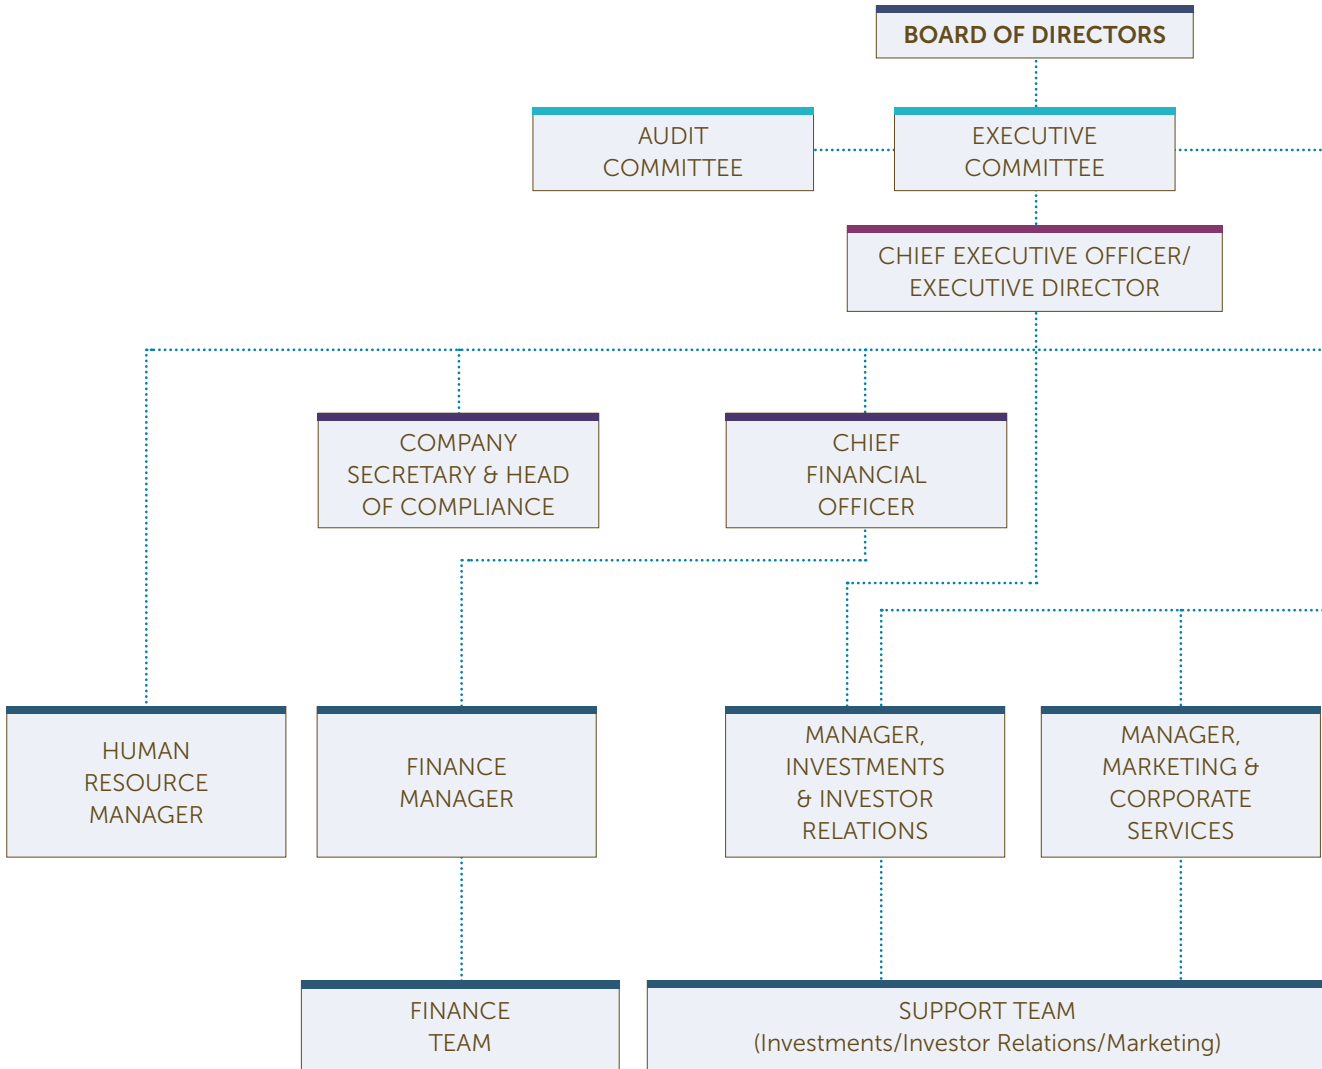 BOARD OF DIRECTORS
AUDIT
COMMITTEE
EXECUTIVE
COMMITTEE
CHIEF EXECUTIVE OFFICER/
EXECUTIVE DIRECTOR
COMPANY
SECRETARY & HEAD
OF COMPLIANCE
CHIEF
FINANCIAL
OFFICER
HUMAN
RESOURCE
MANAGER
FINANCE
MANAGER
MANAGER,
INVESTMENTS
& INVESTOR
RELATIONS
MANAGER,
MARKETING &
CORPORATE
SERVICES
FINANCE
TEAM
SUPPORT TEAM
(Investments/Investor Relations/Marketing)